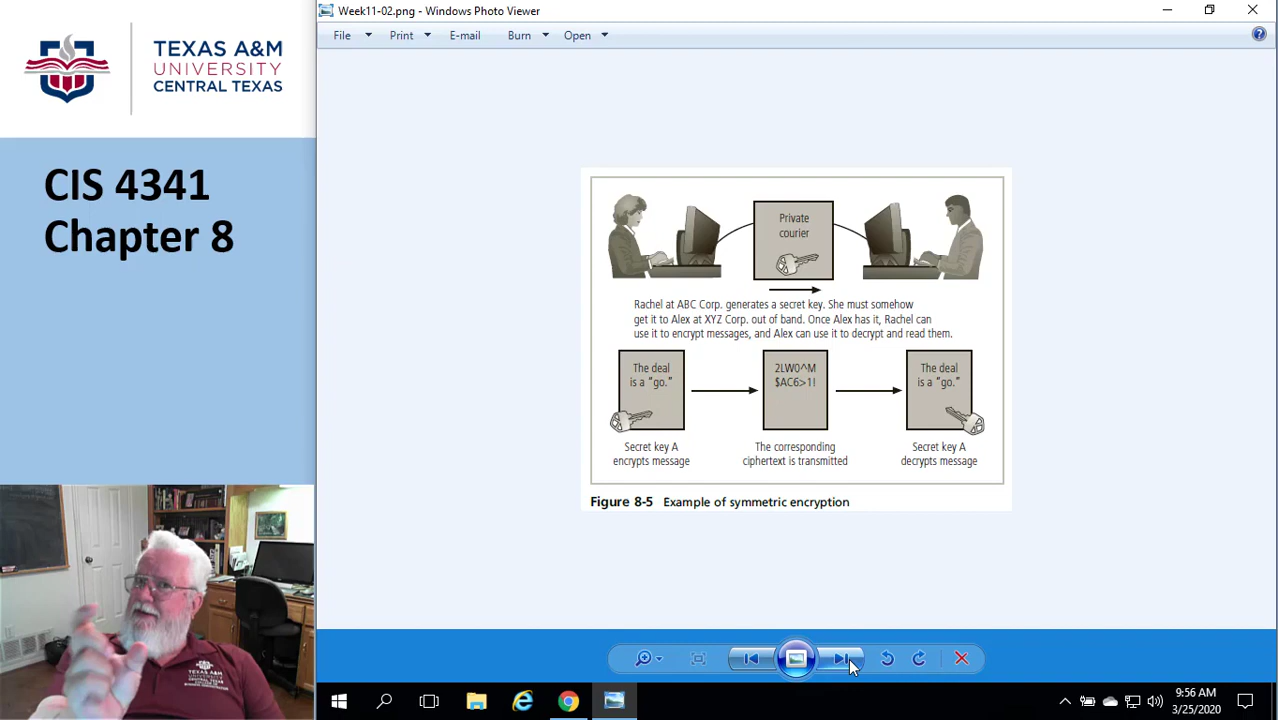 Week11-02.png - Windows Photo Viewer
File Print E-mail Burn Open
TEXAS A&M
UNIVERSITY
CENTRAL TEXAS
CIS 4341
Chapter 8
Private
courier
Rachel at ABC Corp. generates a secret key. She must somehow
get it to Alex at XYZ Corp. out of band. Once Alex has it, Rachel can
use it to encrypt messages, and Alex can use it to decrypt and read them.
The deal
is a "go."
2LW0^M
$AC6>1!
The deal
is a "go."
Secret key A
encrypts message
The corresponding
ciphertext is transmitted
Secret key A
decrypts message
Figure 8-5 Example of symmetric encryption
9:56 AM
3/25/2020